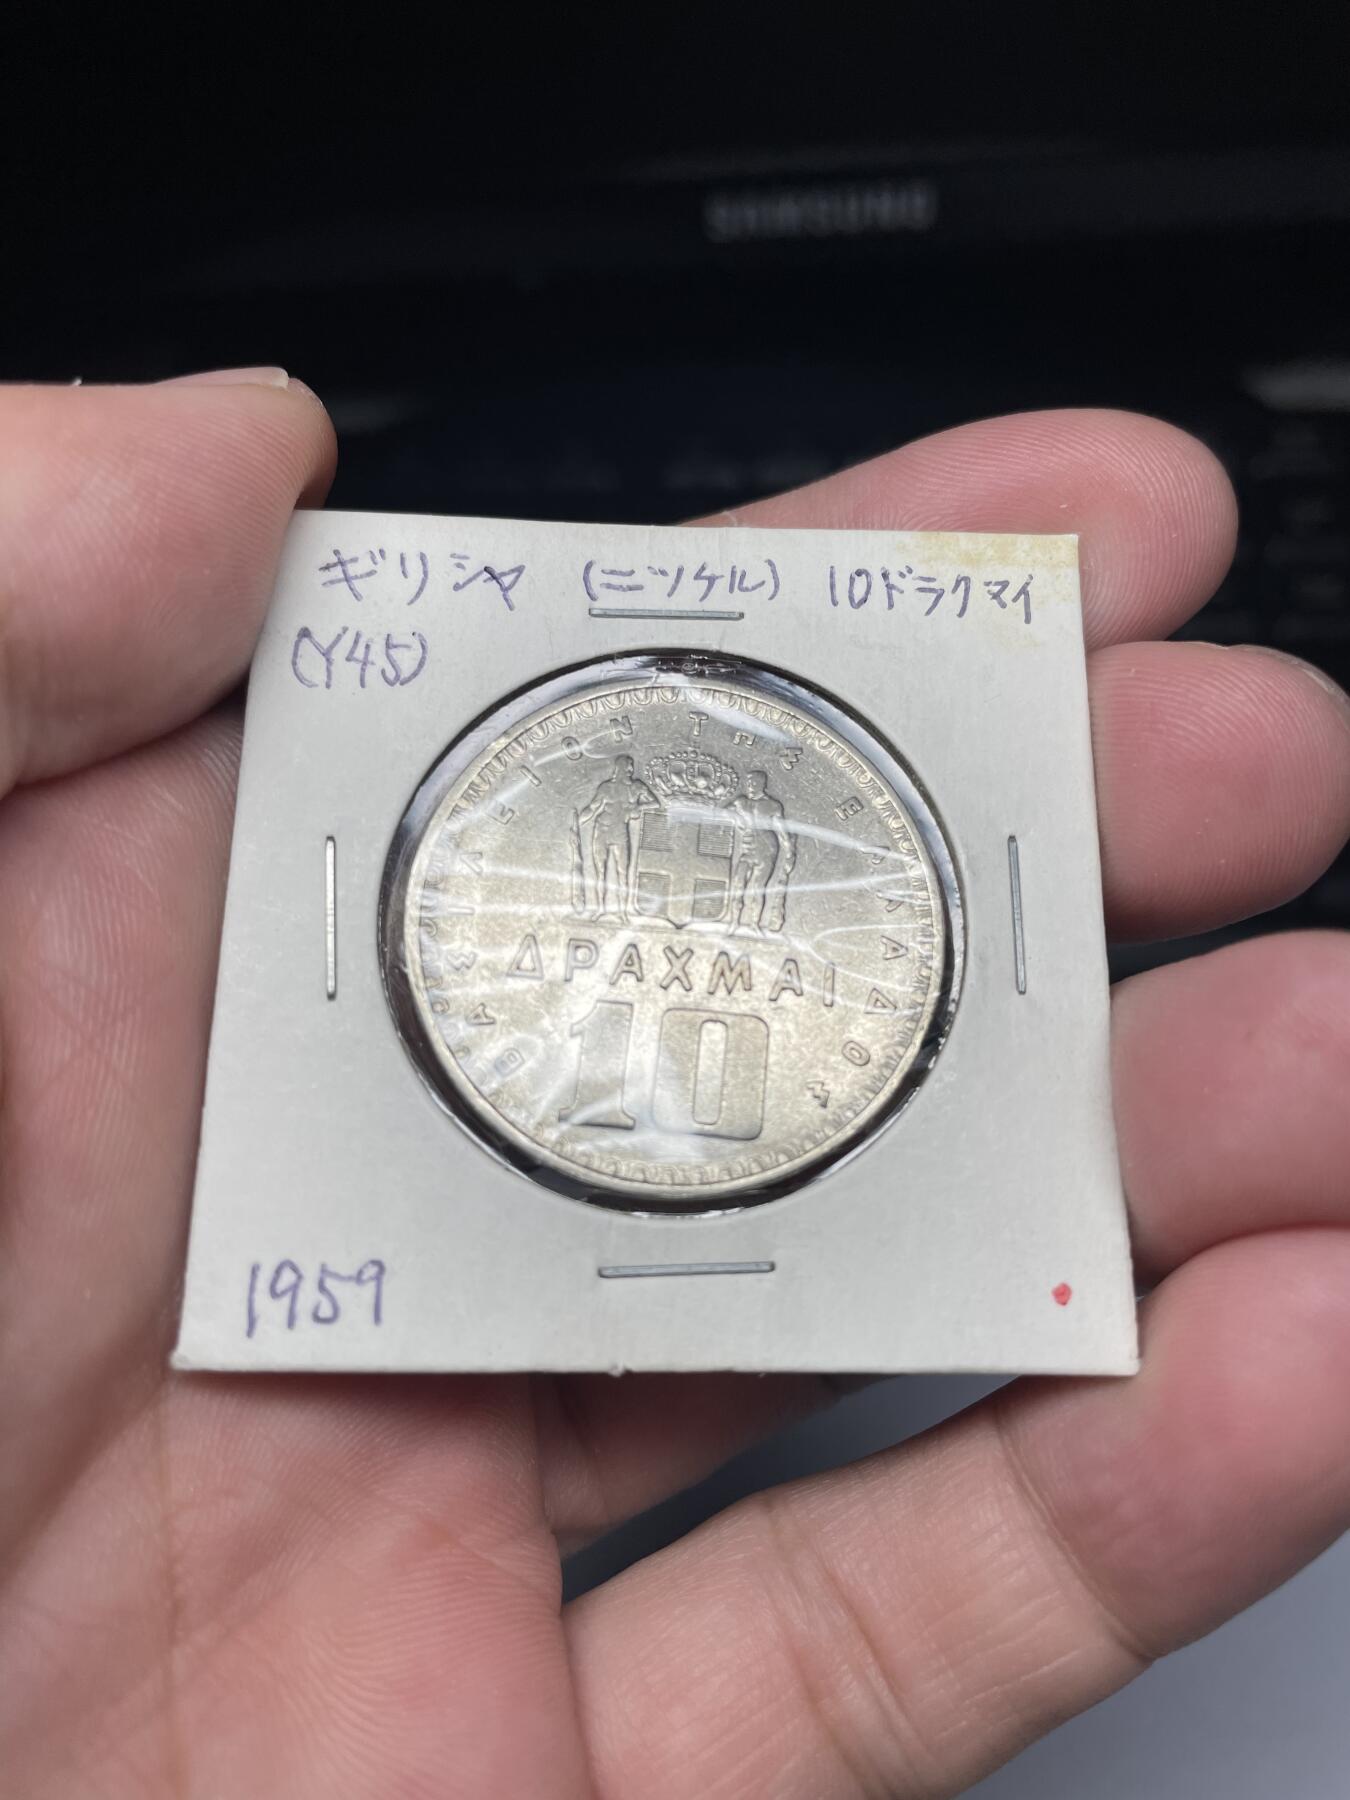 SAMSUNG
ギリシャ (ニッケル) 10ドラクマイ
(Y45)
ΒΑΣΙΛΕΙΟΝ ΤΗΣ ΕΛΛΑΔΟΣ
ΔΡΑΧΜΑΙ
10
1959